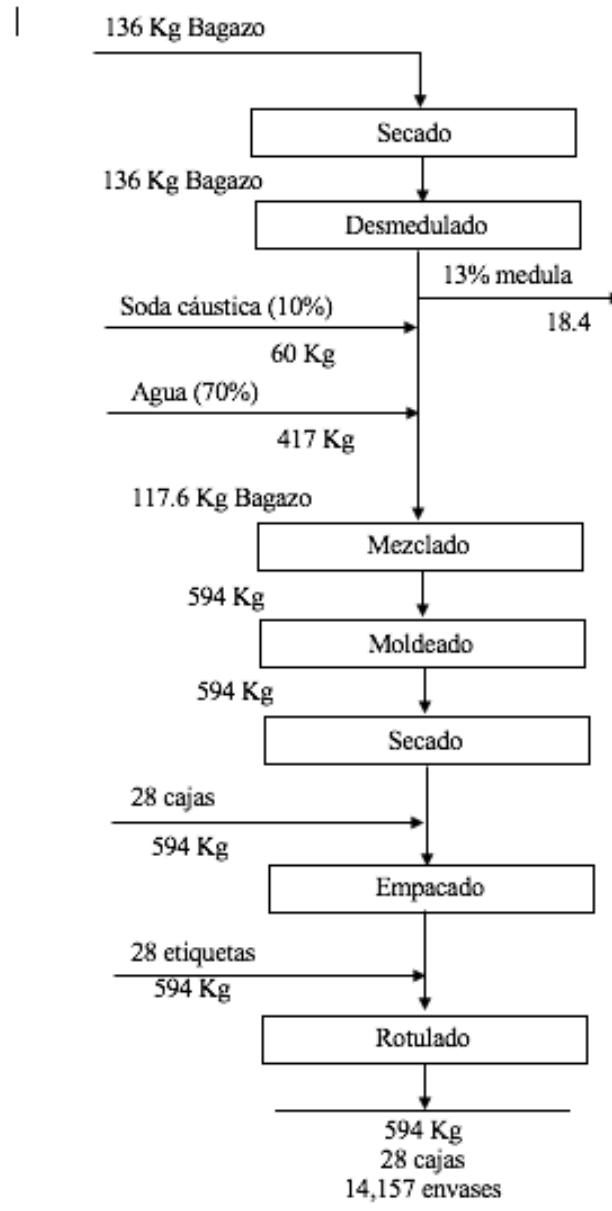 136 Kg Bagazo
Secado
136 Kg Bagazo
Desmedulado
13% medula
18.4
Soda cáustica (10%)
60 Kg
Agua (70%)
417 Kg
117.6 Kg Bagazo
Mezclado
594 Kg
Moldeado
594 Kg
Secado
28 cajas
594 Kg
Empacado
28 etiquetas
594 Kg
Rotulado
594 Kg
28 cajas
14,157 envases